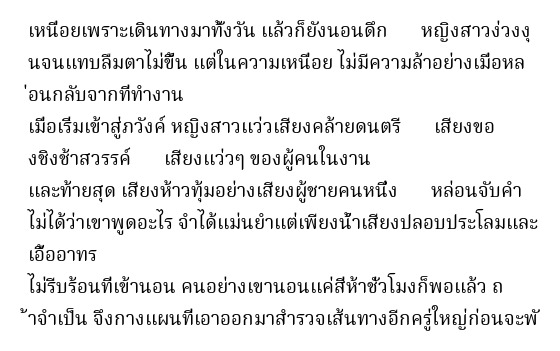 เหนื่อยเพราะเดินทางมาทั้งวัน แล้วก็ยังนอนดึก หญิงสาวง่วงงุ
นจนแทบลืมตาไม่ขึ้น แต่ในความเหนื่อย ไม่มีความล้าอย่างเมื่อหล
่อนกลับจากที่ทำงาน
เมื่อเริ่มเข้าสู่ภวังค์ หญิงสาวแว่วเสียงคล้ายดนตรี เสียงขอ
งชิงช้าสวรรค์ เสียงแว่วๆ ของผู้คนในงาน
และท้ายสุด เสียงห้าวทุ้มอย่างเสียงผู้ชายคนหนึ่ง หล่อนจับคำ
ไม่ได้ว่าเขาพูดอะไร จำได้แม่นยำแต่เพียงน้ำเสียงปลอบประโลมและ
เอื้ออาทร
ไม่รีบร้อนที่เข้านอน คนอย่างเขานอนแค่สี่ห้าชั่วโมงก็พอแล้ว ถ
้าจำเป็น จึงกางแผนที่เอาออกมาสำรวจเส้นทางอีกครู่ใหญ่ก่อนจะพั